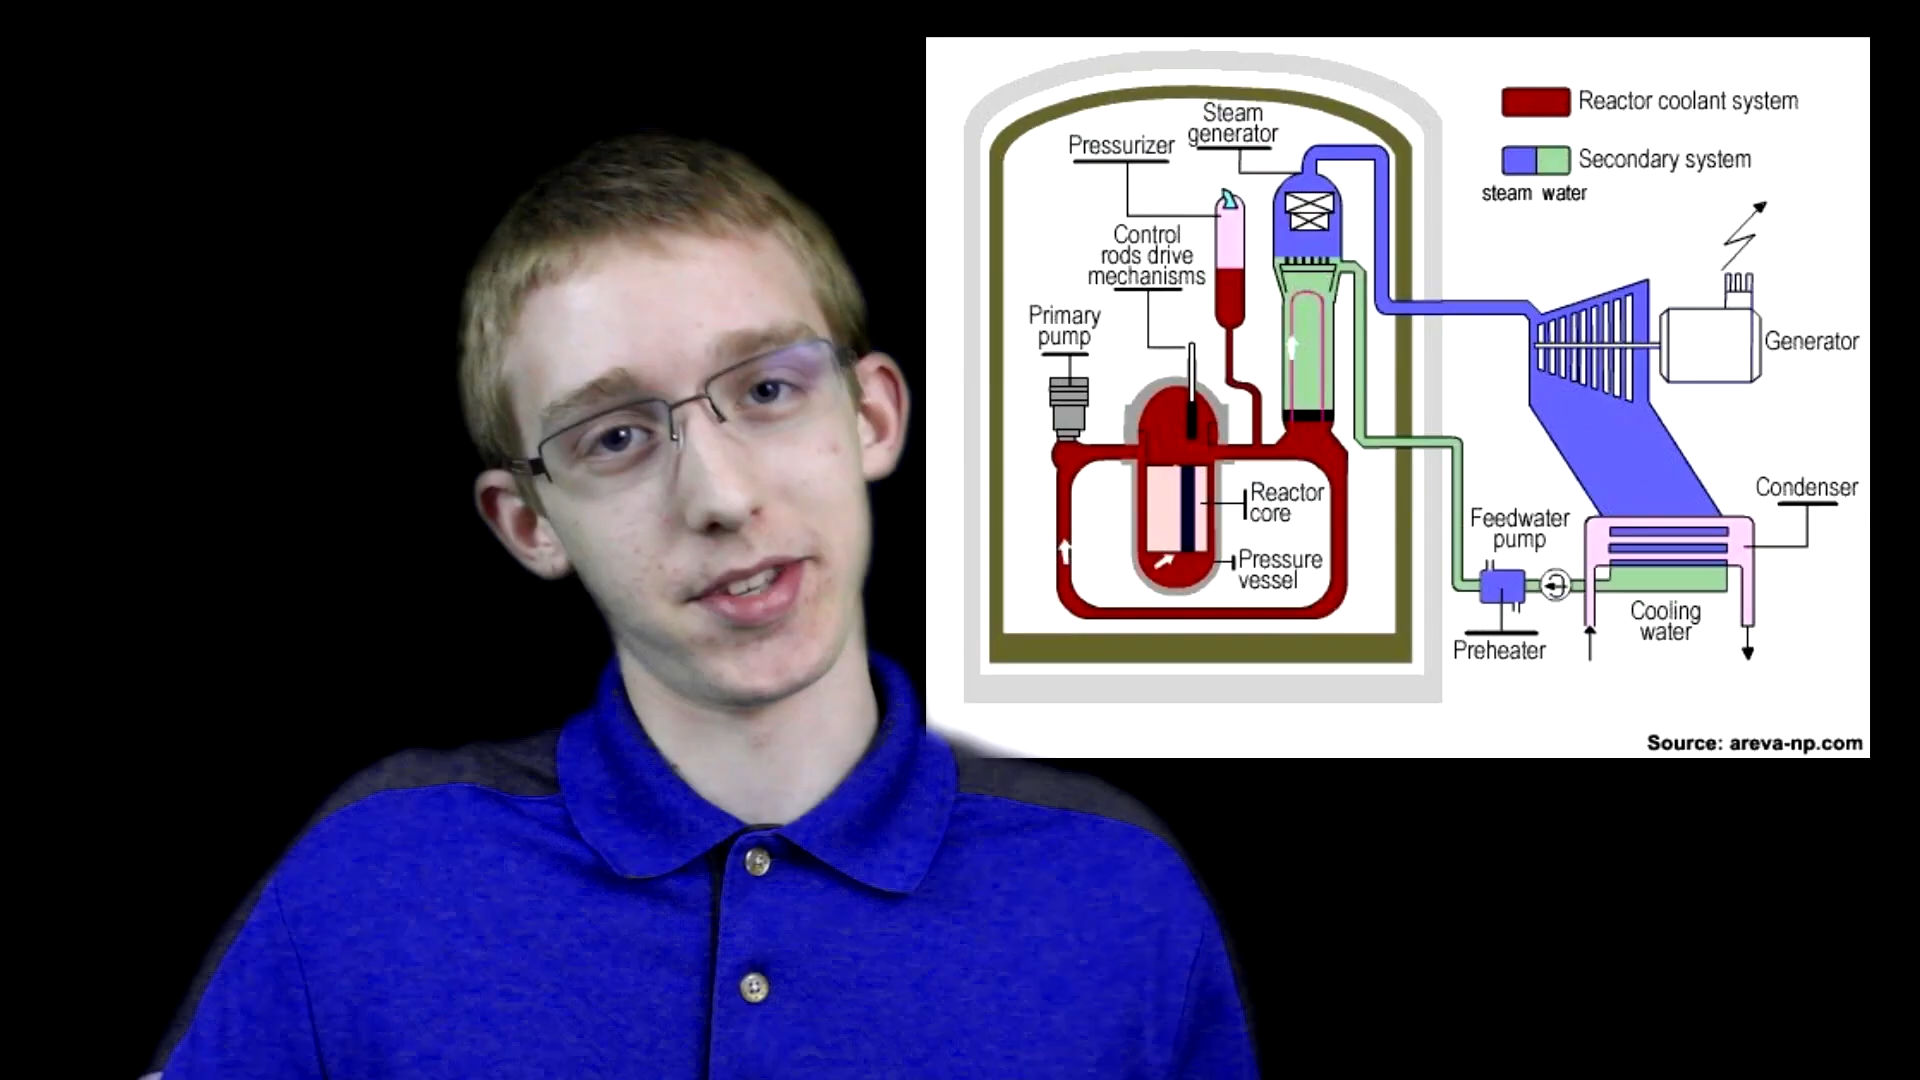 Reactor coolant system
Secondary system
steam water
Steam
generator
Pressurizer
Control
rods drive
mechanisms
Primary
pump
Generator
Reactor
core
Pressure
vessel
Condenser
Feedwater
pump
Cooling
water
Preheater
Source: areva-np.com